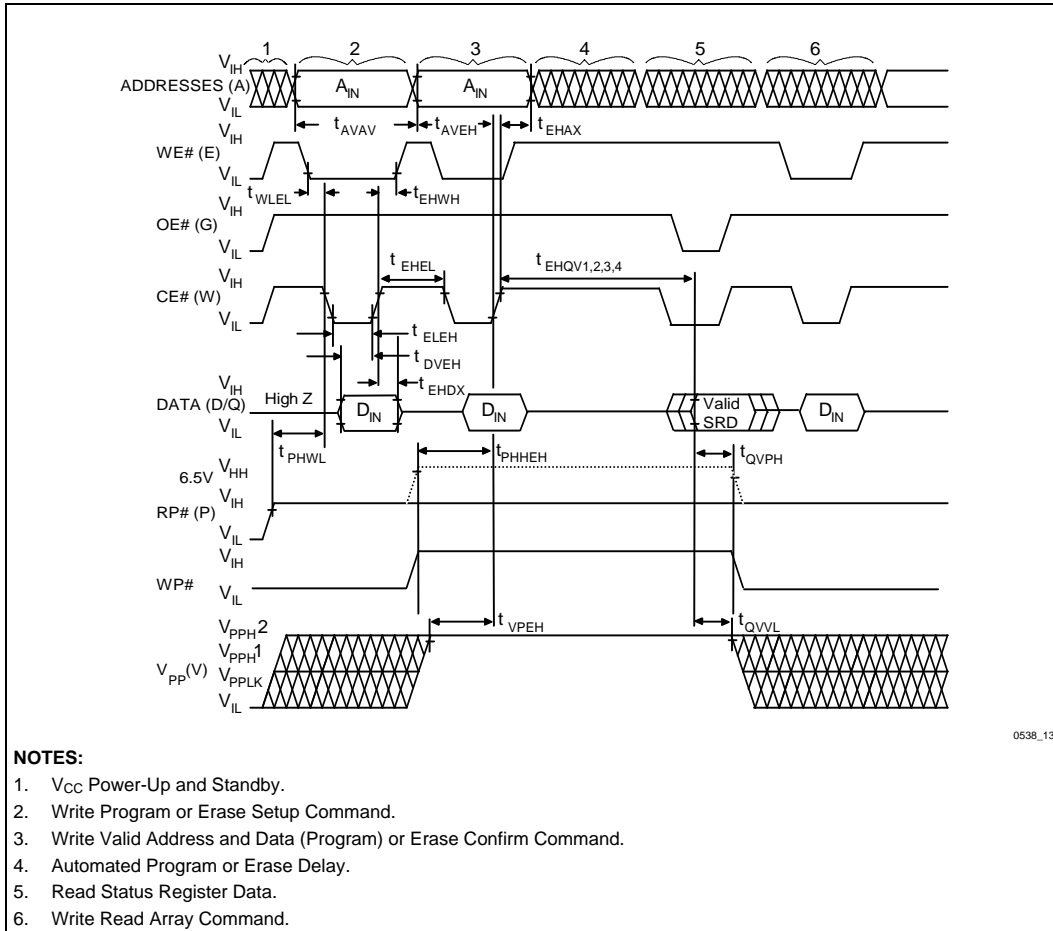 1 2 3 4 5 6
VIH
ADDRESSES (A)
AIN AIN
VIL
tAVAV tAVEH tEHAX
VIH
WE# (E)
VIL
tWLEL tEHWH
VIH
OE# (G)
VIL
tEHEL tEHQV1,2,3,4
VIH
CE# (W)
VIL
tELEH
tDVEH
tEHDX
VIH
DATA (D/Q)
High Z DIN DIN Valid SRD DIN
VIL
tPHWL tPHHEH tQVPH
6.5V VHH
VIH
RP# (P)
VIL
VIH
WP#
VIL
tVPEH tQVVL
VPPH2
VPPH1
VPP(V) VPPLK
VIL
0538_13
NOTES:
1. VCC Power-Up and Standby.
2. Write Program or Erase Setup Command.
3. Write Valid Address and Data (Program) or Erase Confirm Command.
4. Automated Program or Erase Delay.
5. Read Status Register Data.
6. Write Read Array Command.